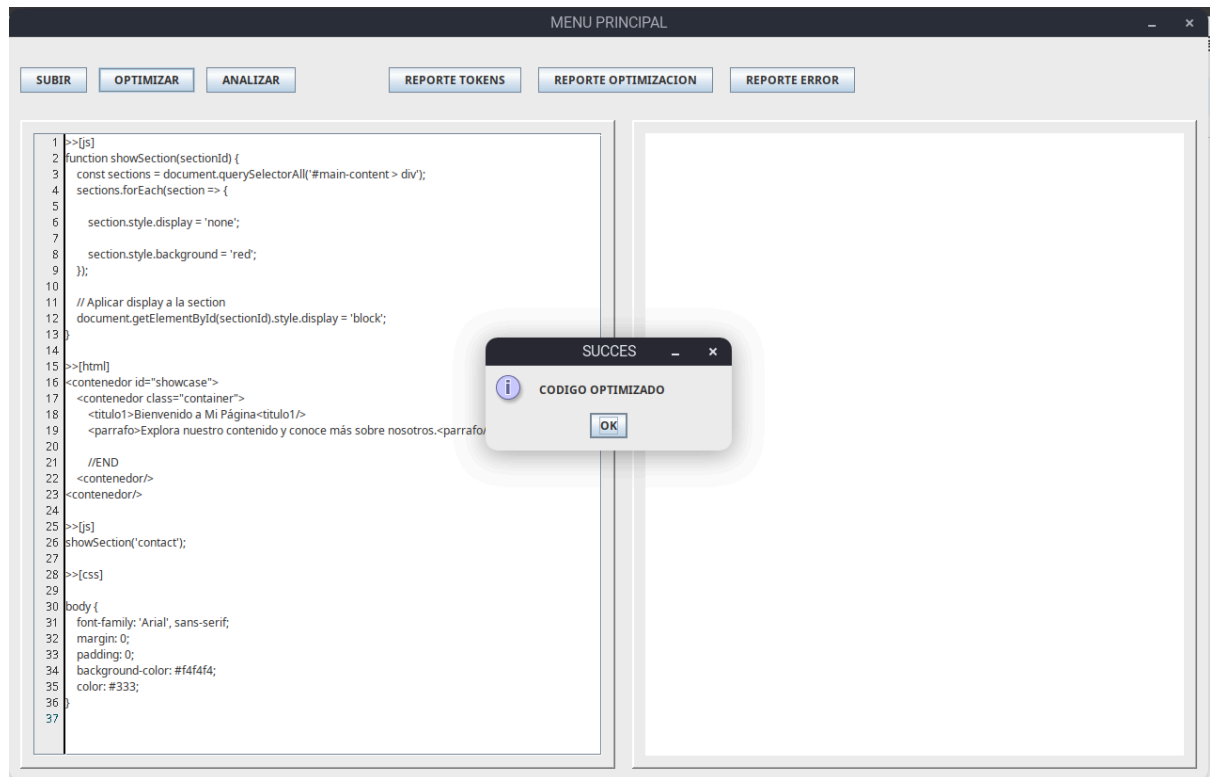 MENU PRINCIPAL
SUBIR OPTIMIZAR ANALIZAR REPORTE TOKENS REPORTE OPTIMIZACION REPORTE ERROR
1 >>[js]
2 function showSection(sectionId) {
3 const sections = document.querySelectorAll('#main-content > div');
4 sections.forEach(section => {
5
6 section.style.display = 'none';
7
8 section.style.background = 'red';
9 });
10
11 // Aplicar display a la section
12 document.getElementById(sectionId).style.display = 'block';
13 }
14
15 >>[html]
16 <contenedor id="showcase">
17 <contenedor class="container">
18 <titulo1>Bienvenido a Mi Página<titulo1/>
19 <parrafo>Explora nuestro contenido y conoce más sobre nosotros.<parrafo/
20
21 //END
22 <contenedor/>
23 <contenedor/>
24
25 >>[js]
26 showSection('contact');
27
28 >>[css]
29
30 body {
31 font-family: 'Arial', sans-serif;
32 margin: 0;
33 padding: 0;
34 background-color: #f4f4f4;
35 color: #333;
36 }
37
SUCCES
CODIGO OPTIMIZADO
OK